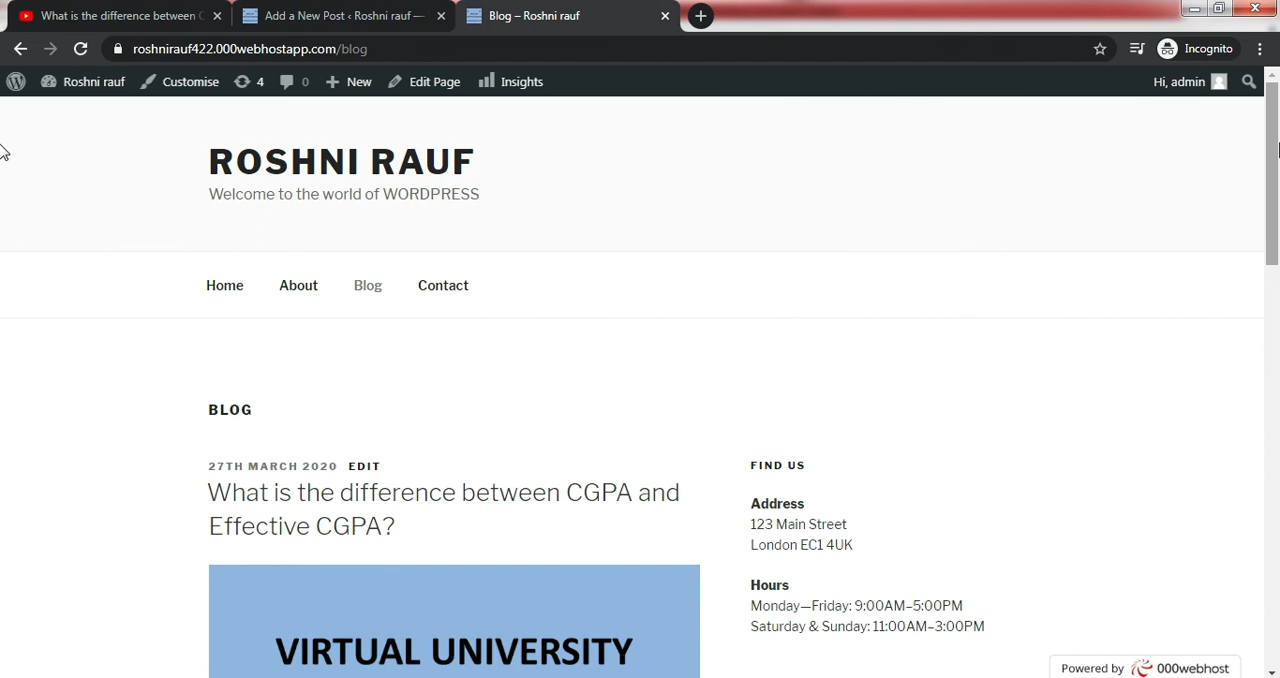 What is the difference between C
Add a New Post ‹ Roshni rauf —
Blog – Roshni rauf
roshnirauf422.000webhostapp.com/blog
Incognito
Roshni rauf
Customise
4
0
New
Edit Page
Insights
Hi, admin
ROSHNI RAUF
Welcome to the world of WORDPRESS
Home
About
Blog
Contact
BLOG
27TH MARCH 2020 EDIT
What is the difference between CGPA and
Effective CGPA?
VIRTUAL UNIVERSITY
FIND US
Address
123 Main Street
London EC1 4UK
Hours
Monday—Friday: 9:00AM–5:00PM
Saturday & Sunday: 11:00AM–3:00PM
Powered by 000webhost